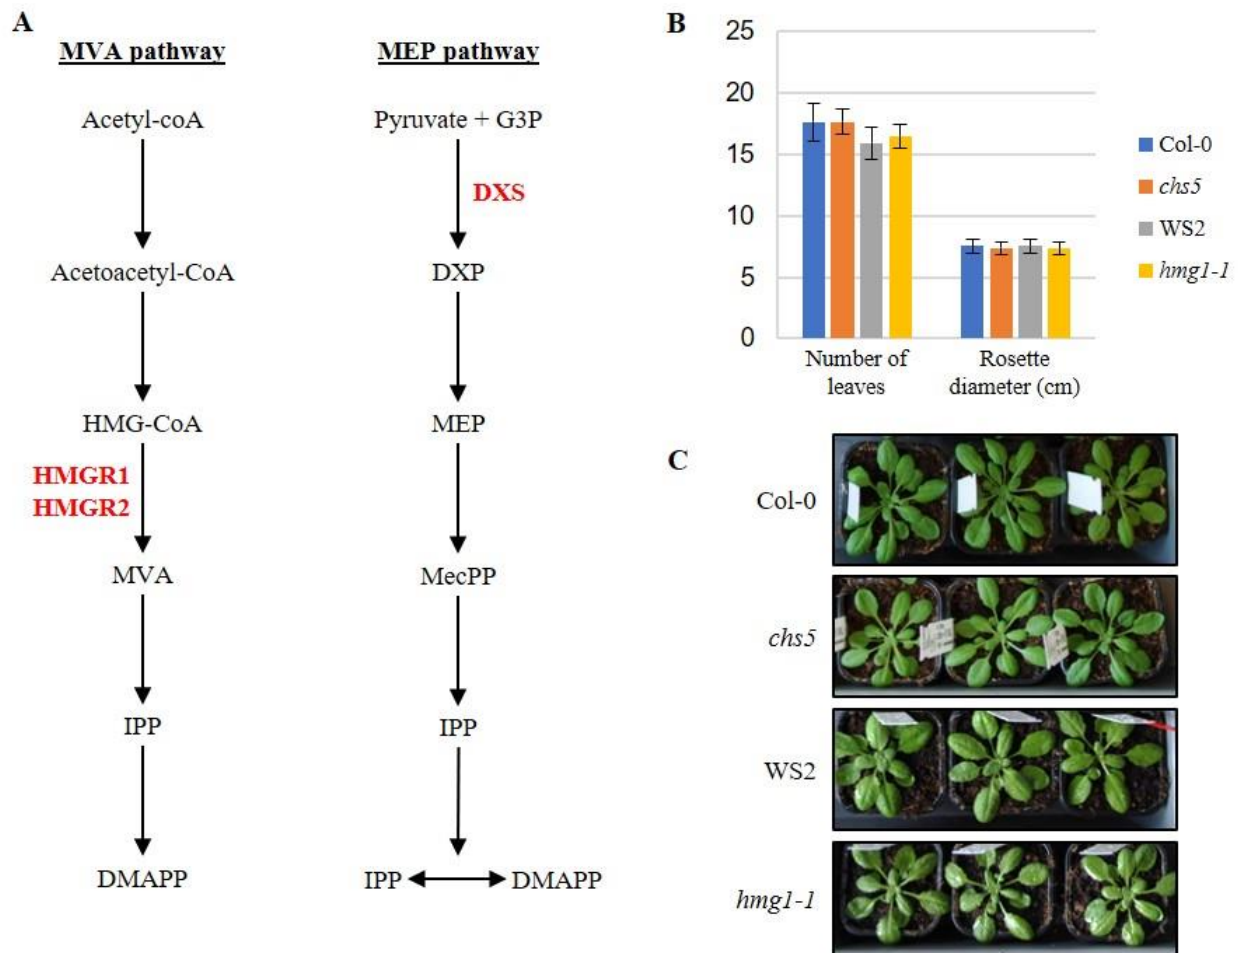 A
MVA pathway
Acetyl-coA
Acetoacetyl-CoA
HMG-CoA
HMGR1
HMGR2
MVA
IPP
DMAPP
MEP pathway
Pyruvate + G3P
DXS
DXP
MEP
MecPP
IPP
IPP DMAPP
B
25
20
15
10
5
0
Number of
leaves
Rosette
diameter (cm)
Col-0
chs5
WS2
hmg1-1
C
Col-0
chs5
WS2
hmg1-1